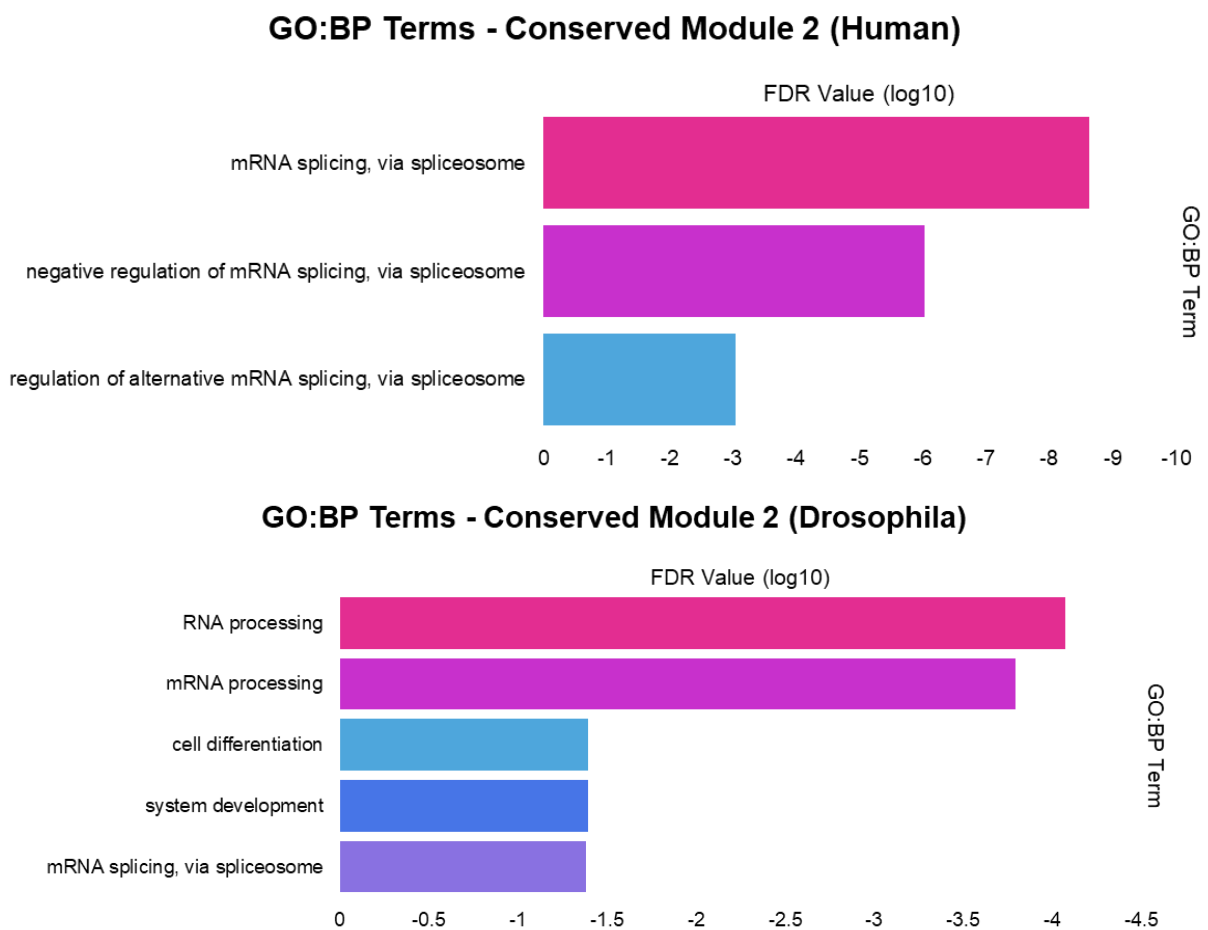 GO:BP Terms - Conserved Module 2 (Human)
FDR Value (log10)
mRNA splicing, via spliceosome
negative regulation of mRNA splicing, via spliceosome
regulation of alternative mRNA splicing, via spliceosome
GO:BP Term
0 -1 -2 -3 -4 -5 -6 -7 -8 -9 -10
GO:BP Terms - Conserved Module 2 (Drosophila)
FDR Value (log10)
RNA processing
mRNA processing
cell differentiation
system development
mRNA splicing, via spliceosome
GO:BP Term
0 -0.5 -1 -1.5 -2 -2.5 -3 -3.5 -4 -4.5